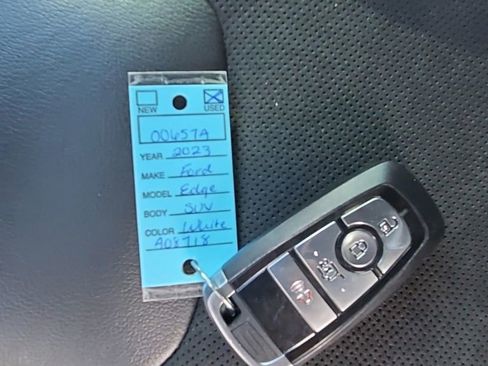 NEW USED
00657A
YEAR 2023
MAKE Ford
MODEL Edge
BODY SUV
COLOR White
A08718